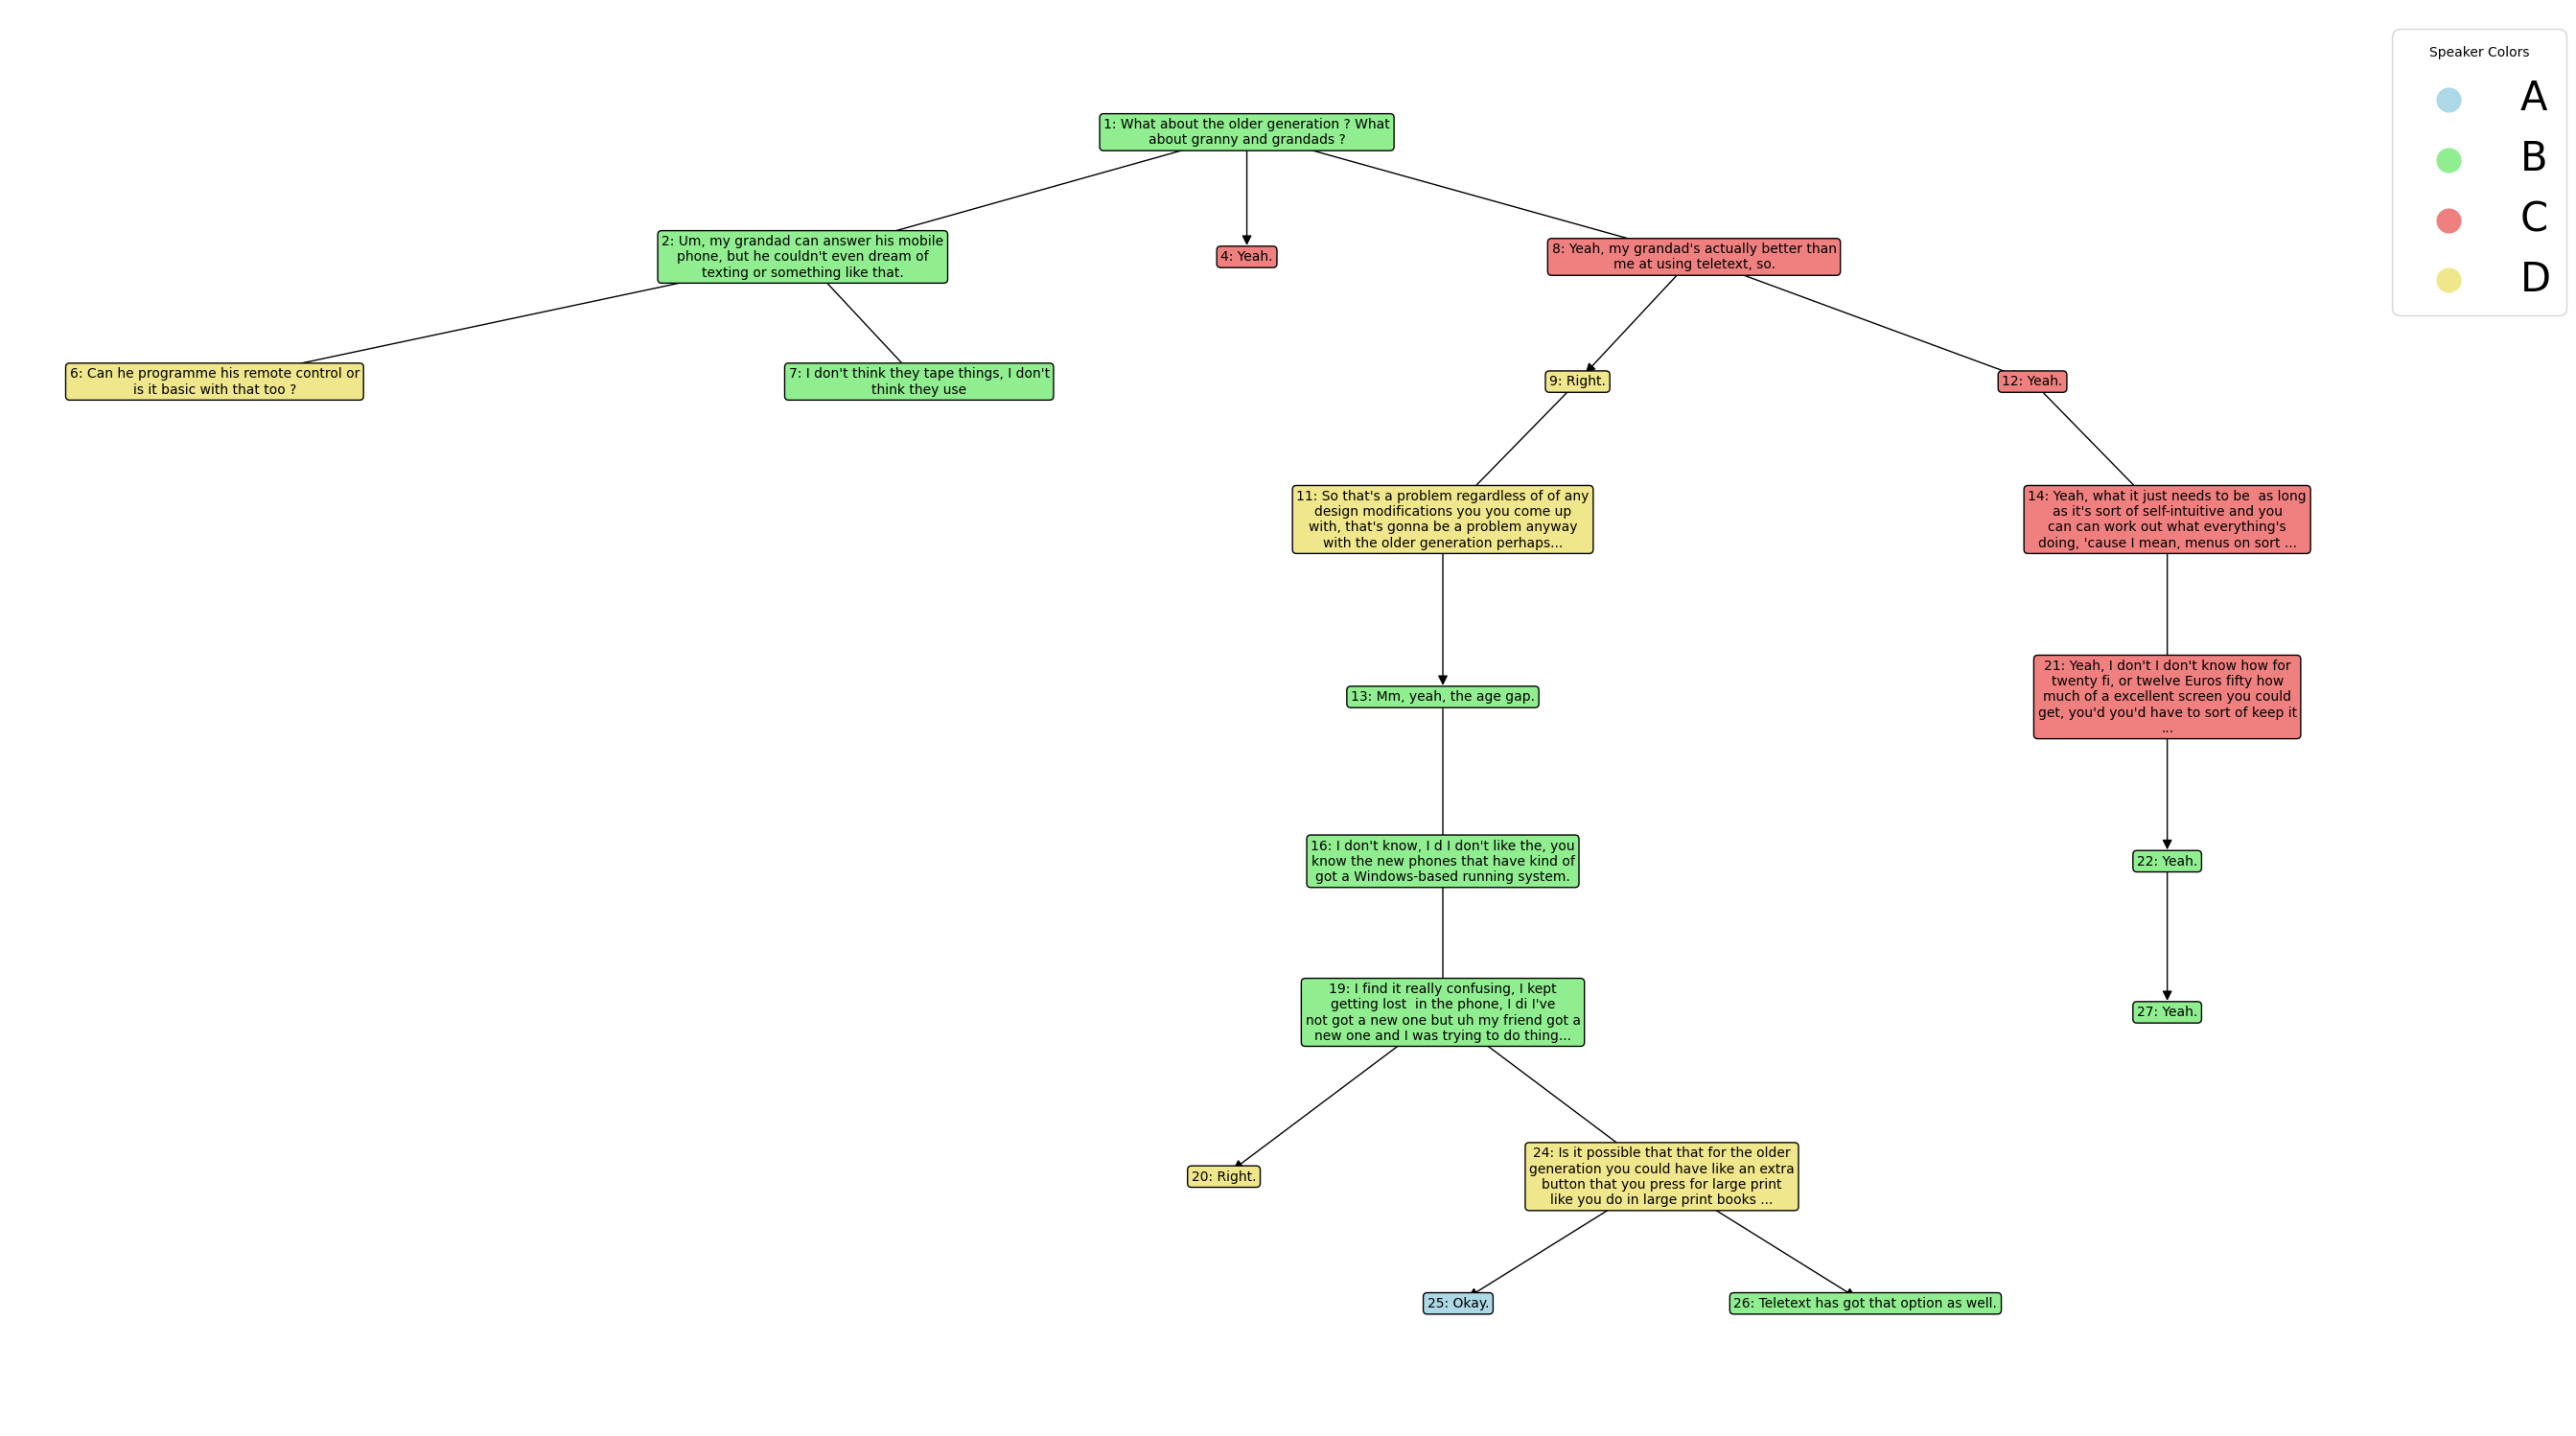 Speaker Colors
A
B
C
D
1: What about the older generation ? What
about granny and grandads ?
2: Um, my grandad can answer his mobile
phone, but he couldn't even dream of
texting or something like that.
4: Yeah.
8: Yeah, my grandad's actually better than
me at using teletext, so.
6: Can he programme his remote control or
is it basic with that too ?
7: I don't think they tape things, I don't
think they use
9: Right.
12: Yeah.
11: So that's a problem regardless of of any
design modifications you you come up
with, that's gonna be a problem anyway
with the older generation perhaps...
14: Yeah, what it just needs to be  as long
as it's sort of self-intuitive and you
can can work out what everything's
doing, 'cause I mean, menus on sort ...
13: Mm, yeah, the age gap.
21: Yeah, I don't I don't know how for
twenty fi, or twelve Euros fifty how
much of a excellent screen you could
get, you'd you'd have to sort of keep it
...
16: I don't know, I d I don't like the, you
know the new phones that have kind of
got a Windows-based running system.
22: Yeah.
19: I find it really confusing, I kept
getting lost  in the phone, I di I've
not got a new one but uh my friend got a
new one and I was trying to do thing...
27: Yeah.
20: Right.
24: Is it possible that that for the older
generation you could have like an extra
button that you press for large print
like you do in large print books ...
25: Okay.
26: Teletext has got that option as well.